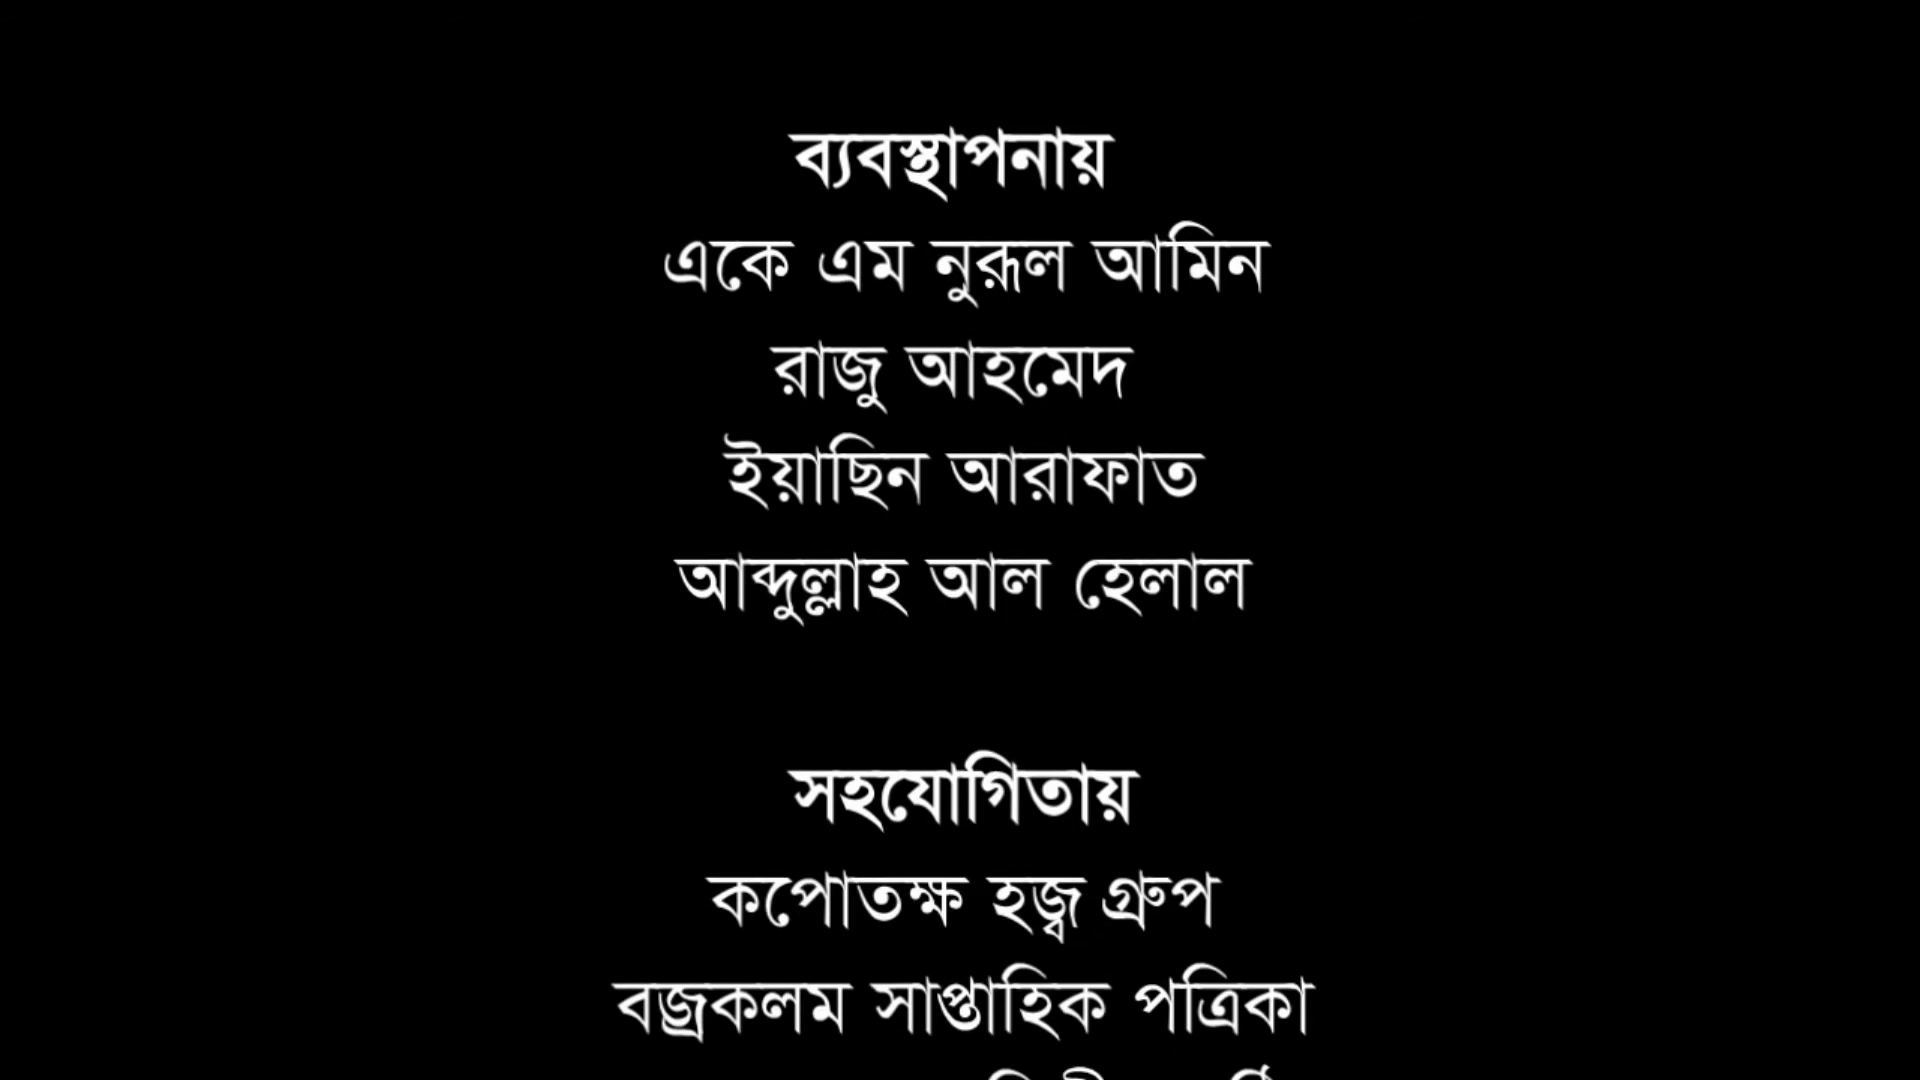 ব্যবস্থাপনায়
একে এম নুরূল আমিন
রাজু আহমেদ
ইয়াছিন আরাফাত
আব্দুল্লাহ আল হেলাল
সহযোগিতায়
কপোতক্ষ হজ্ব গ্রুপ
বজ্রকলম সাপ্তাহিক পত্রিকা